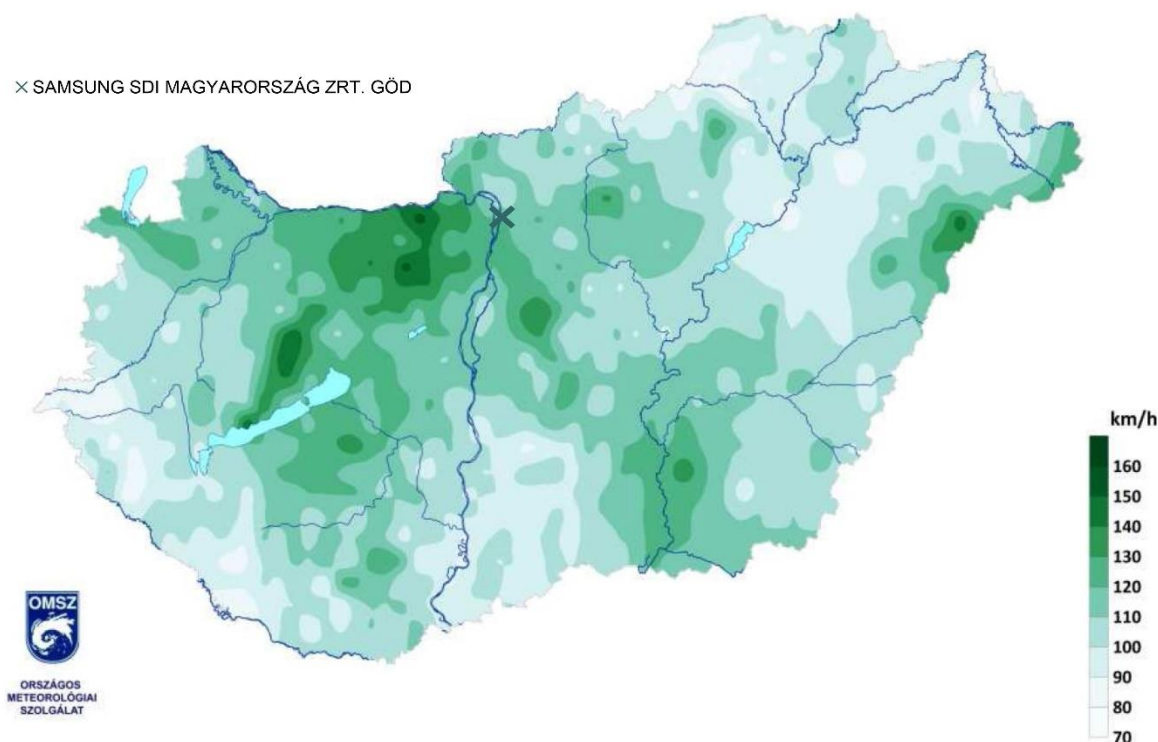 × SAMSUNG SDI MAGYARORSZÁG ZRT. GÖD
km/h
160
150
140
130
120
110
100
90
80
70
OMSZ
ORSZÁGOS
METEOROLÓGIAI
SZOLGÁLAT